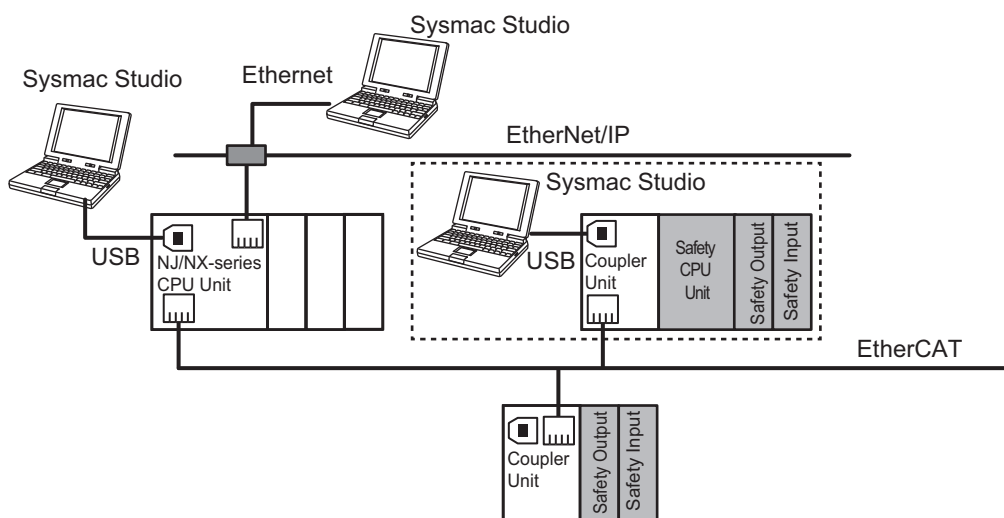 Sysmac Studio
Sysmac Studio
Ethernet
EtherNet/IP
Sysmac Studio
USB
NJ/NX-series
CPU Unit
USB
Coupler
Unit
Safety
CPU
Unit
Safety Output
Safety Input
EtherCAT
Coupler
Unit
Safety Output
Safety Input